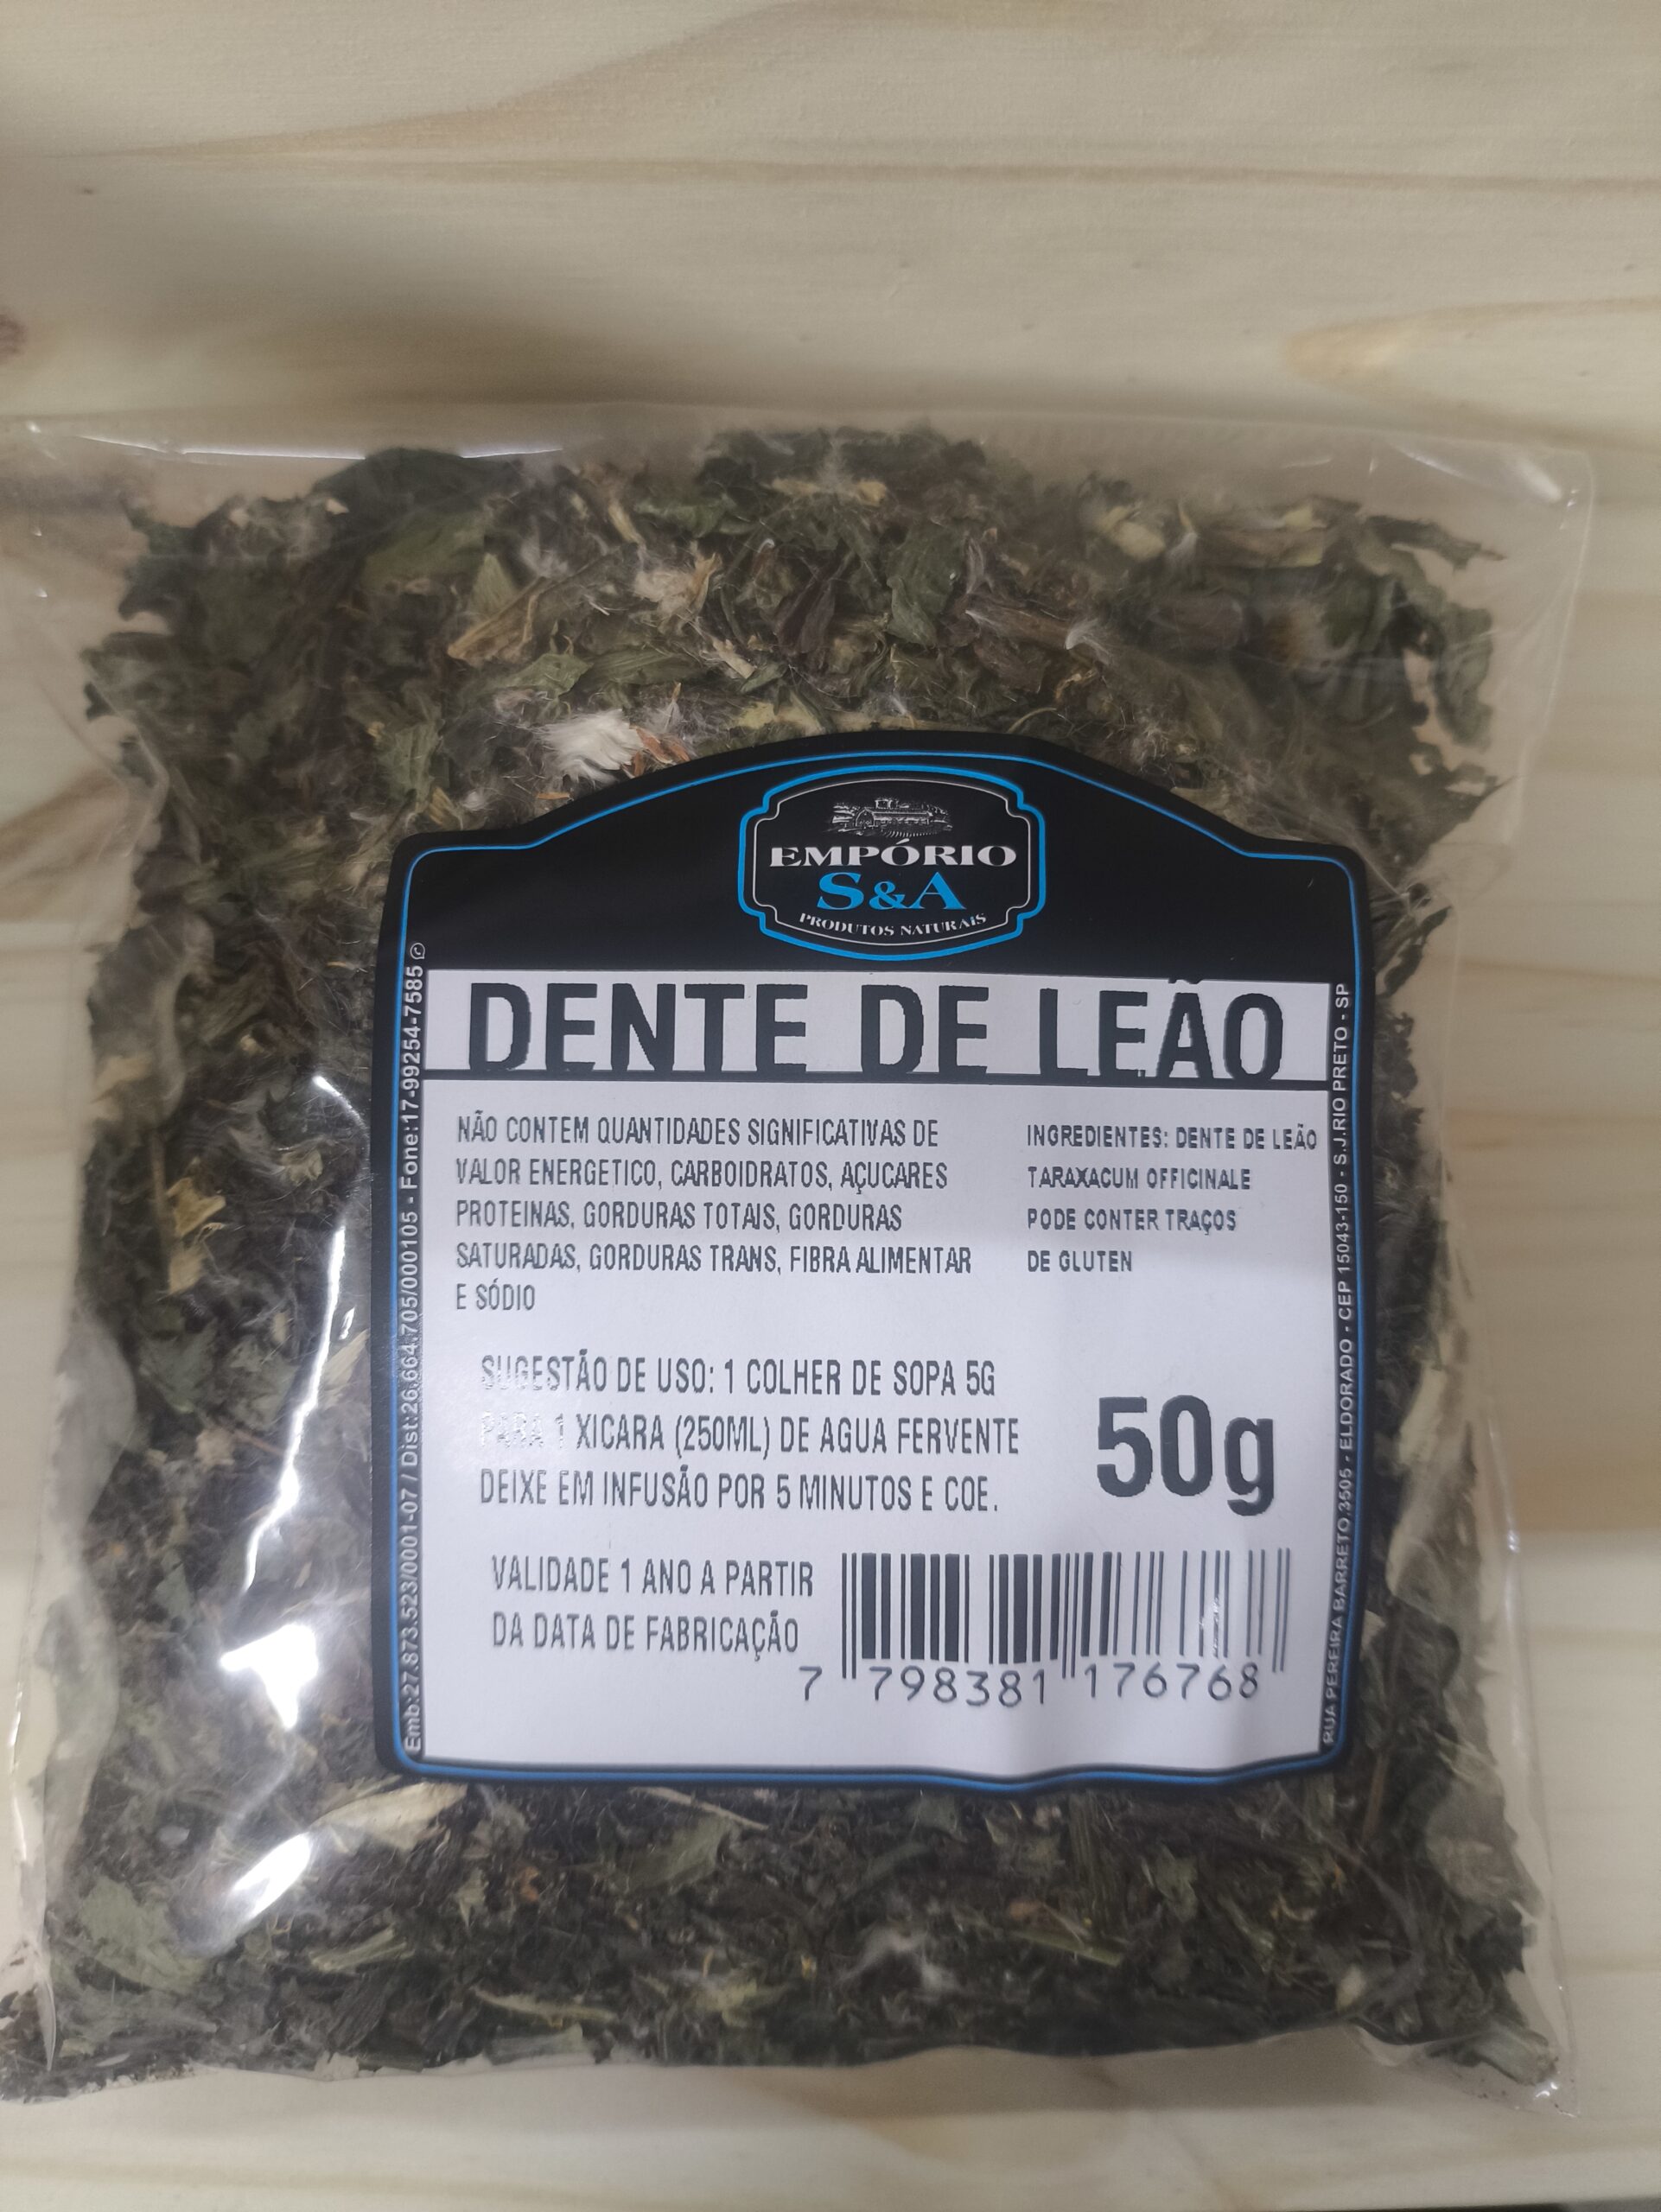 EMPÓRIO
S&A
PRODUTOS NATURAIS
DENTE DE LEÃO
NÃO CONTEM QUANTIDADES SIGNIFICATIVAS DE
VALOR ENERGETICO, CARBOIDRATOS, AÇUCARES
PROTEINAS, GORDURAS TOTAIS, GORDURAS
SATURADAS, GORDURAS TRANS, FIBRA ALIMENTAR
E SÓDIO
INGREDIENTES: DENTE DE LEÃO
TARAXACUM OFFICINALE
PODE CONTER TRAÇOS
DE GLUTEN
SUGESTÃO DE USO: 1 COLHER DE SOPA 5G
PARA 1 XICARA (250ML) DE AGUA FERVENTE
DEIXE EM INFUSÃO POR 5 MINUTOS E COE.
50g
VALIDADE 1 ANO A PARTIR
DA DATA DE FABRICAÇÃO
7 798381 176768
Emb:27.873.523/0001-07 / Dist:26.664.705/000105 - Fone:17-99254-7585
RUA PEREIRA BARRETO,3505 - ELDORADO - CEP 15043-150 - S.J.RIO PRETO - SP